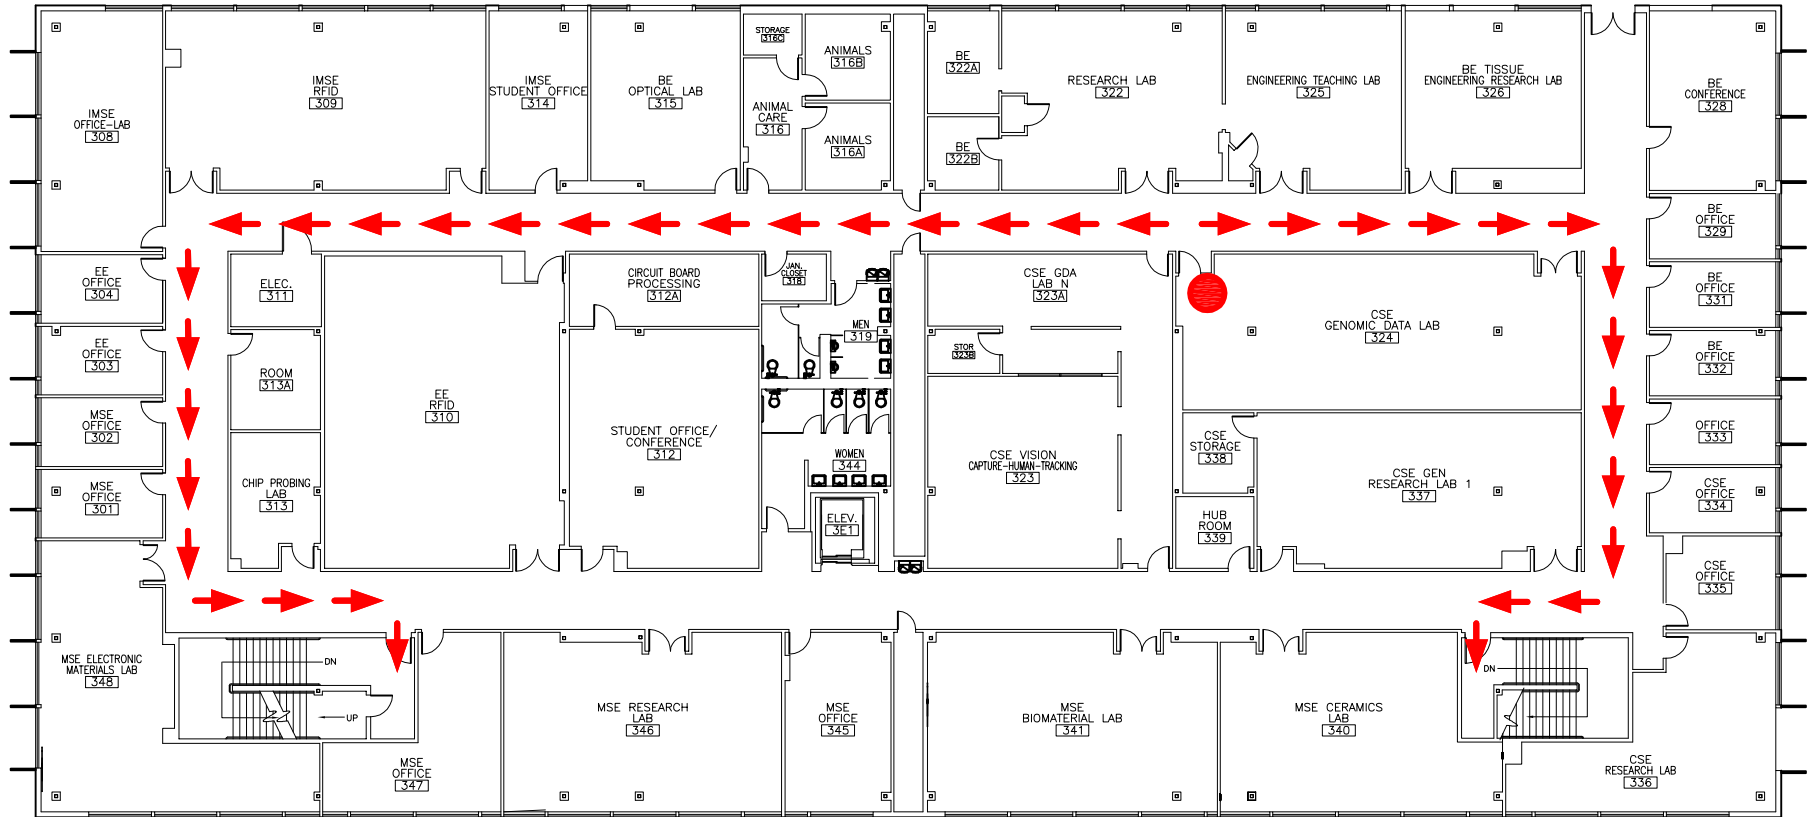 STORAGE
316C
ANIMALS
316B
BE
322A
IMSE
RFID
309
IMSE
STUDENT OFFICE
314
BE
OPTICAL LAB
315
RESEARCH LAB
322
ENGINEERING TEACHING LAB
325
BE TISSUE
ENGINEERING RESEARCH LAB
326
BE
CONFERENCE
328
IMSE
OFFICE-LAB
308
ANIMAL
CARE
316
ANIMALS
316A
BE
322B
BE
OFFICE
329
EE
OFFICE
304
ELEC.
311
CIRCUIT BOARD
PROCESSING
312A
JAN.
CLOSET
318
CSE GDA
LAB N
323A
BE
OFFICE
331
MEN
319
CSE
GENOMIC DATA LAB
324
EE
OFFICE
303
ROOM
313A
STOR
323B
BE
OFFICE
332
EE
RFID
310
MSE
OFFICE
302
STUDENT OFFICE/
CONFERENCE
312
WOMEN
344
CSE VISION
CAPTURE-HUMAN-TRACKING
323
CSE
STORAGE
338
OFFICE
333
CSE GEN
RESEARCH LAB 1
337
MSE
OFFICE
301
CHIP PROBING
LAB
313
ELEV.
3E1
HUB
ROOM
339
CSE
OFFICE
334
CSE
OFFICE
335
MSE ELECTRONIC
MATERIALS LAB
348
DN
UP
MSE RESEARCH
LAB
346
MSE
OFFICE
345
MSE
BIOMATERIAL LAB
341
MSE CERAMICS
LAB
340
DN
MSE
OFFICE
347
CSE
RESEARCH LAB
336